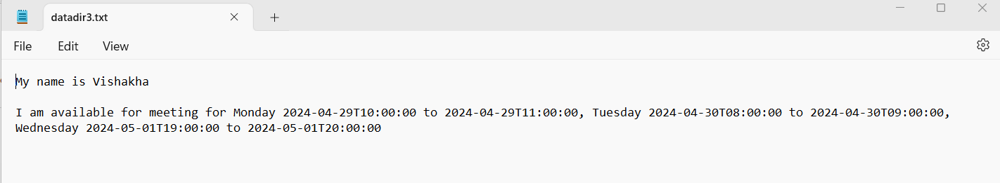 datadir3.txt
File Edit View
My name is Vishakha
I am available for meeting for Monday 2024-04-29T10:00:00 to 2024-04-29T11:00:00, Tuesday 2024-04-30T08:00:00 to 2024-04-30T09:00:00,
Wednesday 2024-05-01T19:00:00 to 2024-05-01T20:00:00